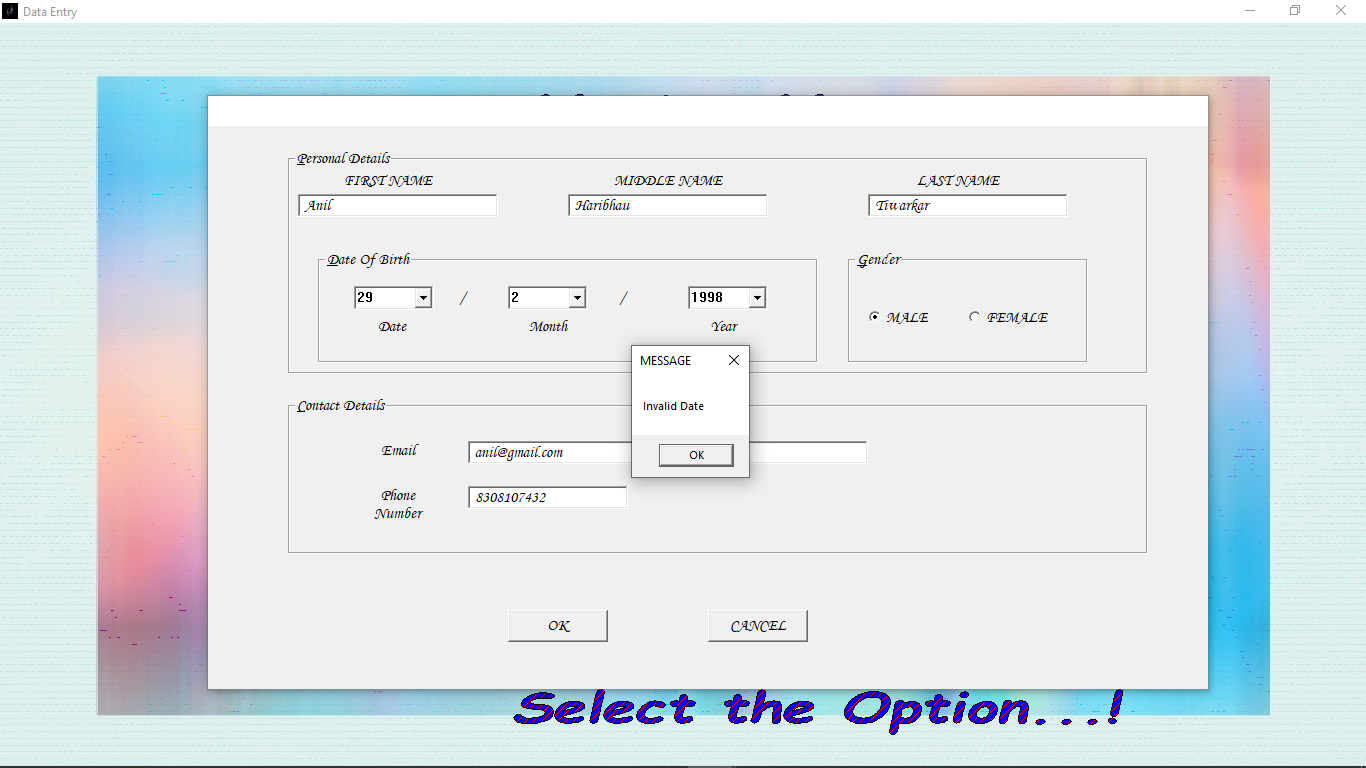 Data Entry
Personal Details
FIRST NAME MIDDLE NAME LAST NAME
Anil Haribhau Tiwarkar
Date Of Birth Gender
29 / 2 / 1998
MALE FEMALE
Date Month Year
MESSAGE
Invalid Date
OK
Contact Details
Email anil@gmail.com
Phone
Number 8308107432
OK CANCEL
Select the Option...!